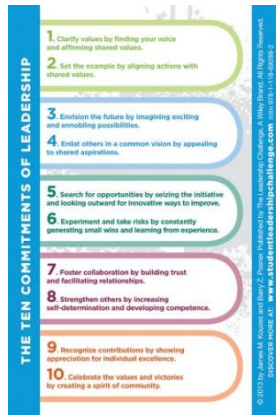 THE TEN COMMITMENTS OF LEADERSHIP
1. Clarify values by finding your voice
and affirming shared values.
2. Set the example by aligning actions with
shared values.
3. Envision the future by imagining exciting
and ennobling possibilities.
4. Enlist others in a common vision by appealing
to shared aspirations.
5. Search for opportunities by seizing the initiative
and looking outward for innovative ways to improve.
6. Experiment and take risks by constantly
generating small wins and learning from experience.
7. Foster collaboration by building trust
and facilitating relationships.
8. Strengthen others by increasing
self-determination and developing competence.
9. Recognize contributions by showing
appreciation for individual excellence.
10. Celebrate the values and victories
by creating a spirit of community.
© 2013 by James M. Kouzes and Barry Z. Posner. Published by The Leadership Challenge, A Wiley Brand. All Rights Reserved.
DISCOVER MORE AT: www.studentleadershipchallenge.com